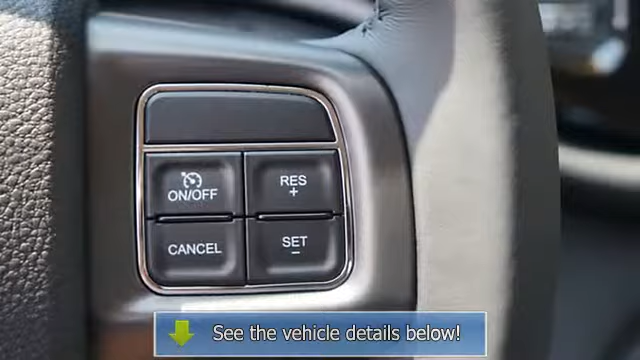 ON/OFF
RES
+
CANCEL
SET
–
See the vehicle details below!